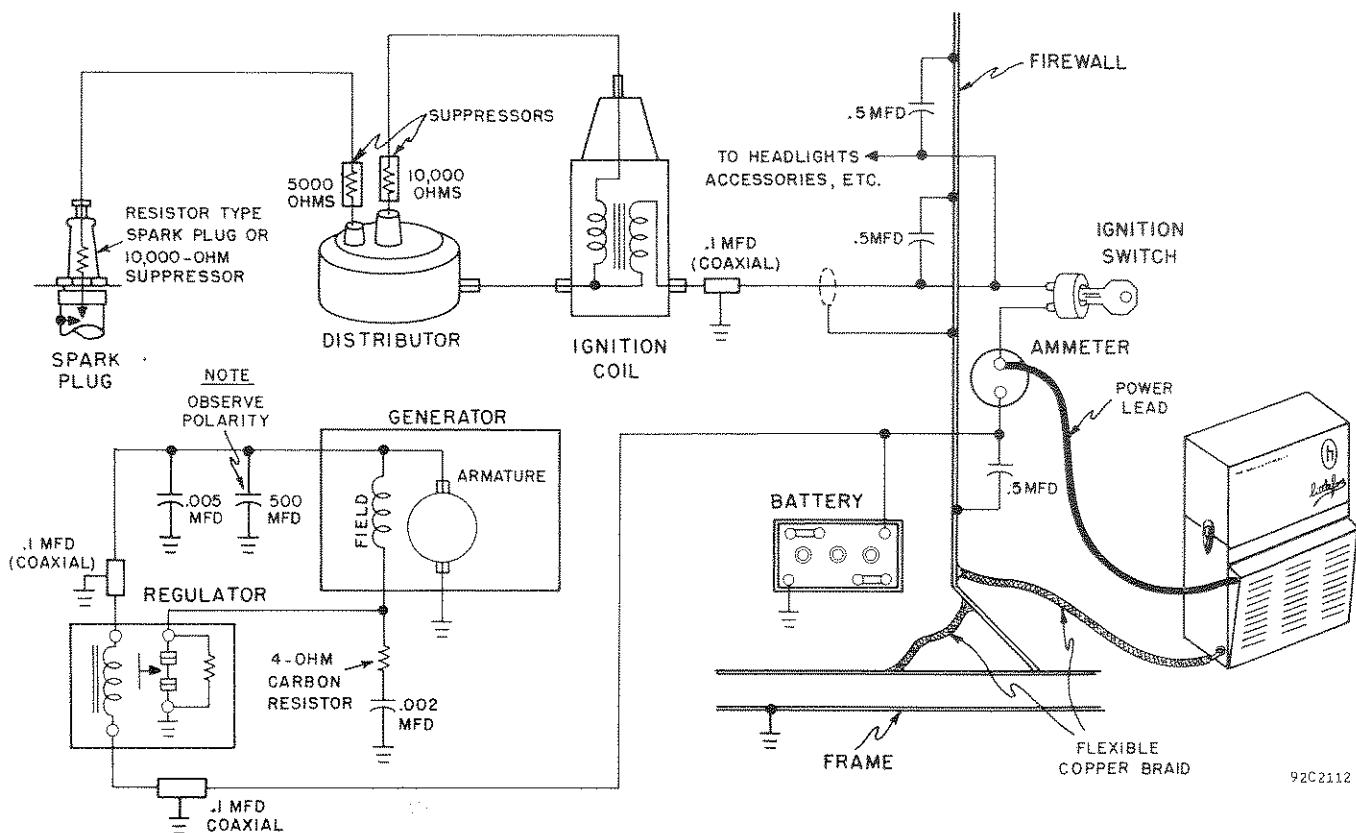 FIREWALL
.5 MFD
SUPPRESSORS
TO HEADLIGHTS
ACCESSORIES, ETC.
5000
OHMS
10,000
OHMS
RESISTOR TYPE
SPARK PLUG OR
10,000-OHM
SUPPRESSOR
.1 MFD
(COAXIAL)
.5MFD
IGNITION
SWITCH
DISTRIBUTOR
IGNITION
COIL
SPARK
PLUG
AMMETER
POWER
LEAD
NOTE
OBSERVE
POLARITY
GENERATOR
ARMATURE
FIELD
.005
MFD
500
MFD
BATTERY
.5MFD
h
.1 MFD
(COAXIAL)
REGULATOR
4-OHM
CARBON
RESISTOR
.002
MFD
FRAME
FLEXIBLE
COPPER BRAID
.1 MFD
COAXIAL
92C2112